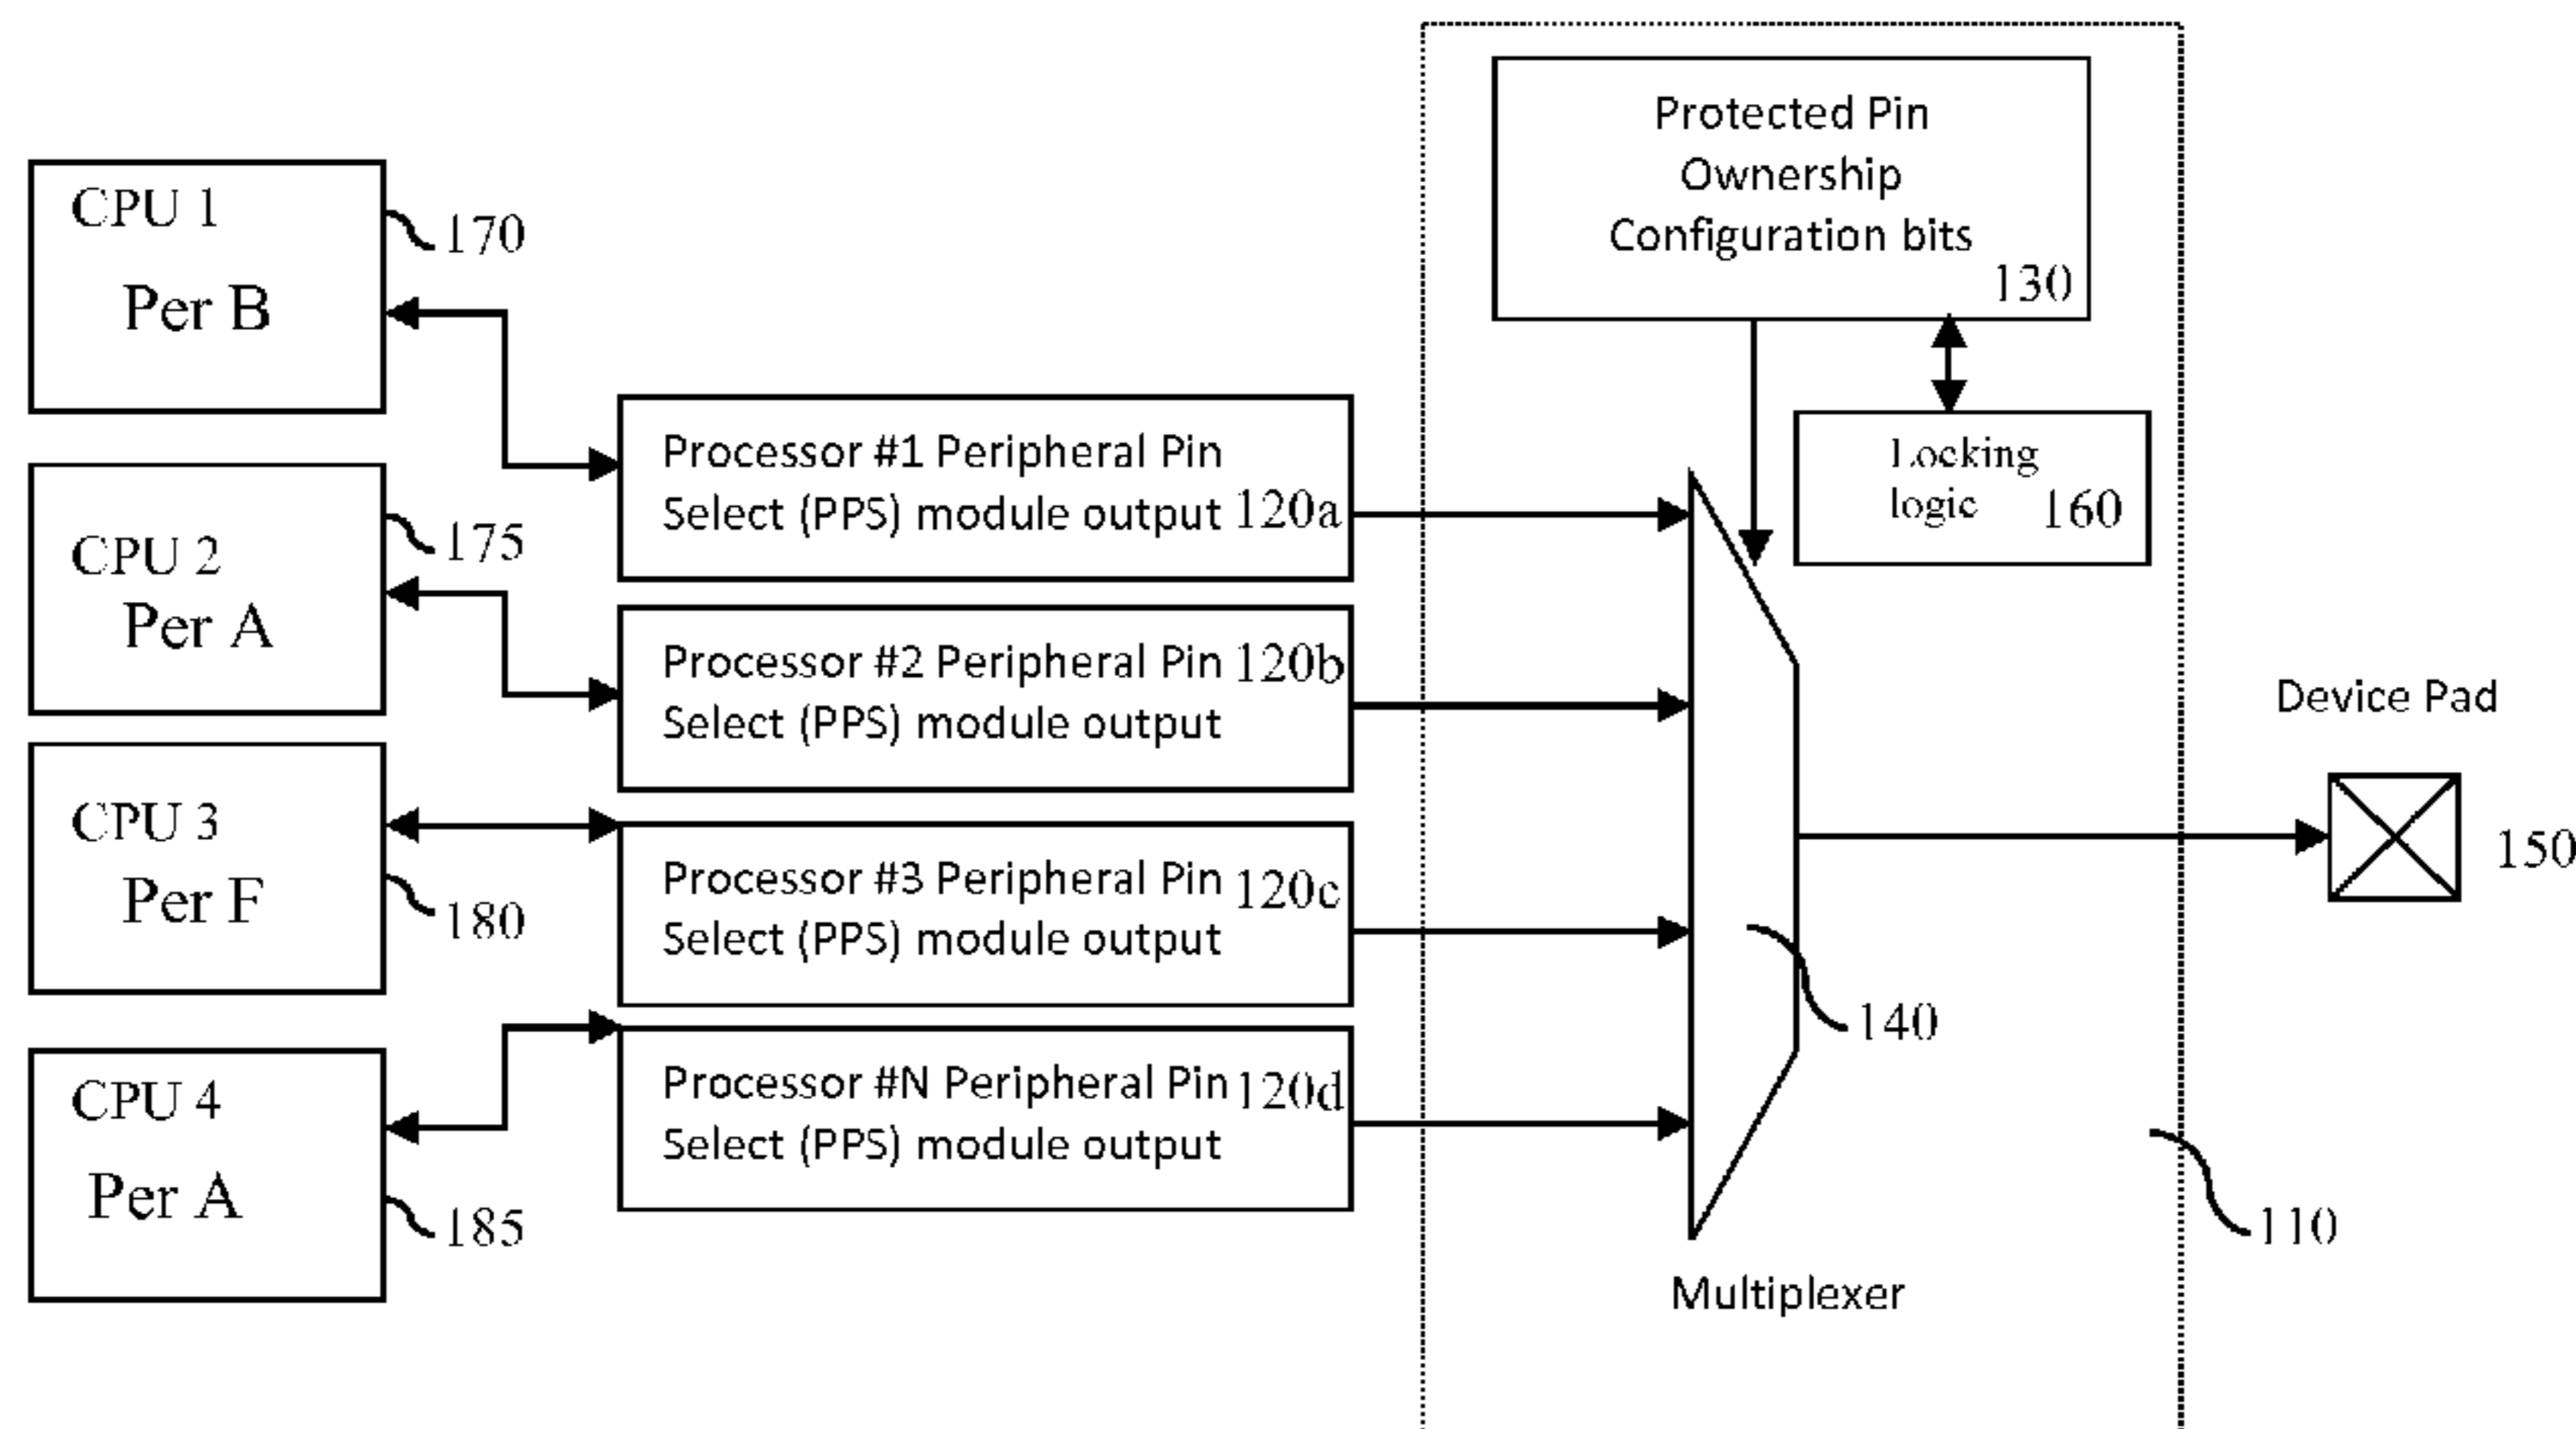 Protected Pin
Ownership
Configuration bits
130
CPU 1
170
Per B
Locking
logic 160
Processor #1 Peripheral Pin
Select (PPS) module output 120a
CPU 2
175
Per A
Processor #2 Peripheral Pin 120b
Select (PPS) module output
Device Pad
150
CPU 3
Per F
180
Processor #3 Peripheral Pin 120c
Select (PPS) module output
140
CPU 4
Per A
185
Processor #N Peripheral Pin 120d
Select (PPS) module output
110
Multiplexer